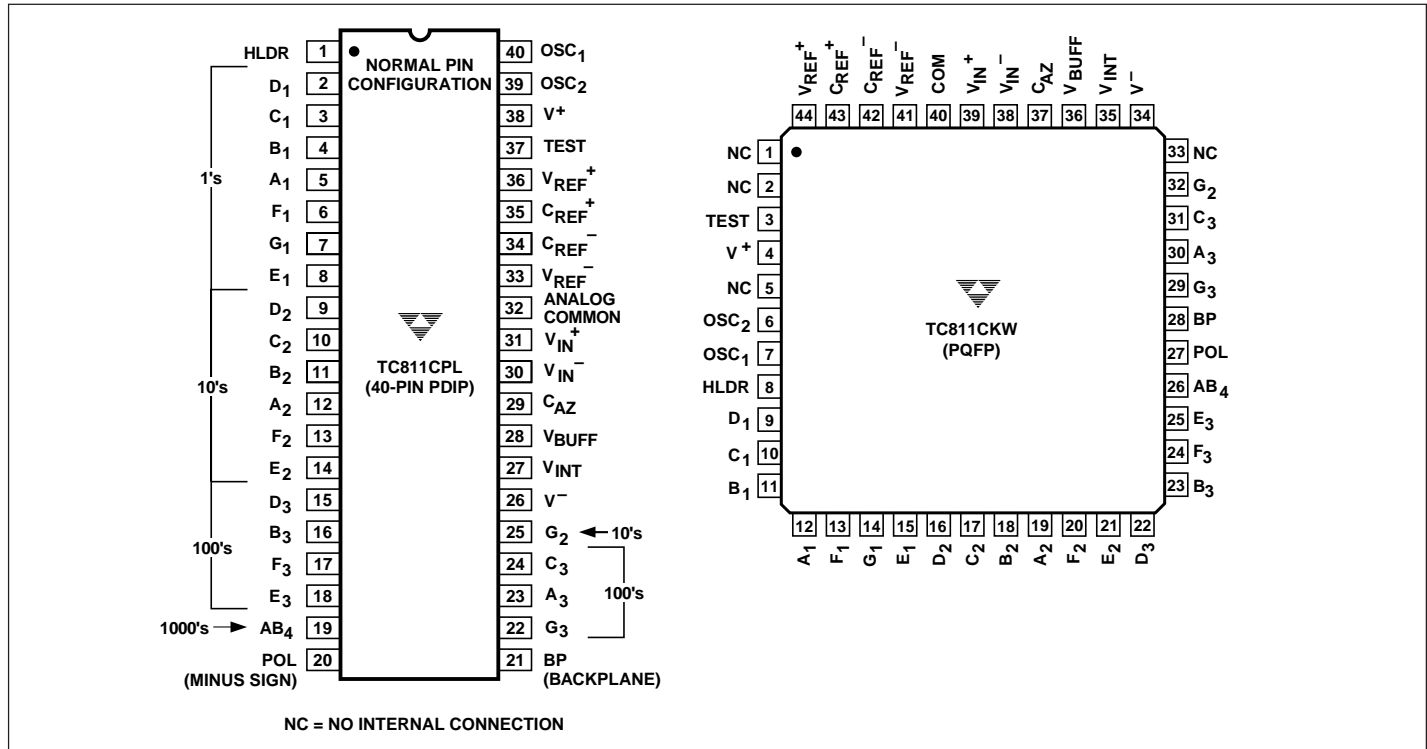 NORMAL PIN
CONFIGURATION
TC811CPL
(40-PIN PDIP)
HLDR 1
D1 2
C1 3
B1 4
A1 5
F1 6
G1 7
E1 8
D2 9
C2 10
B2 11
A2 12
F2 13
E2 14
D3 15
B3 16
F3 17
E3 18
1000's AB4 19
POL 20
(MINUS SIGN)
1's
10's
100's
40 OSC1
39 OSC2
38 V+
37 TEST
36 VREF+
35 CREF+
34 CREF–
33 VREF–
32 ANALOG
COMMON
31 VIN+
30 VIN–
29 CAZ
28 VBUFF
27 VINT
26 V–
25 G2 10's
24 C3
23 A3
22 G3
100's
21 BP
(BACKPLANE)
NC = NO INTERNAL CONNECTION
VREF+ CREF+ CREF– VREF– COM VIN+ VIN– CAZ VBUFF VINT V–
44 43 42 41 40 39 38 37 36 35 34
NC 1
NC 2
TEST 3
V+ 4
NC 5
OSC2 6
OSC1 7
HLDR 8
D1 9
C1 10
B1 11
TC811CKW
(PQFP)
33 NC
32 G2
31 C3
30 A3
29 G3
28 BP
27 POL
26 AB4
25 E3
24 F3
23 B3
12 13 14 15 16 17 18 19 20 21 22
A1 F1 G1 E1 D2 C2 B2 A2 F2 E2 D3